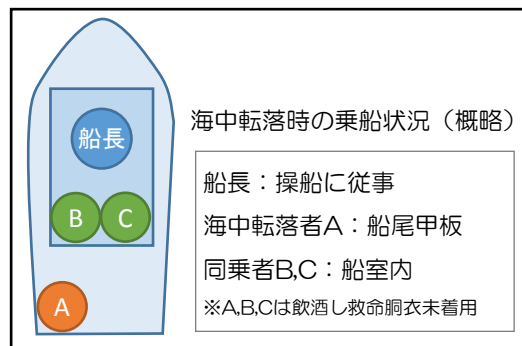 海中転落時の乗船状況（概略）
船長
B
C
A
船長：操船に従事
海中転落者A：船尾甲板
同乗者B,C：船室内
※A,B,Cは飲酒し救命胴衣未着用